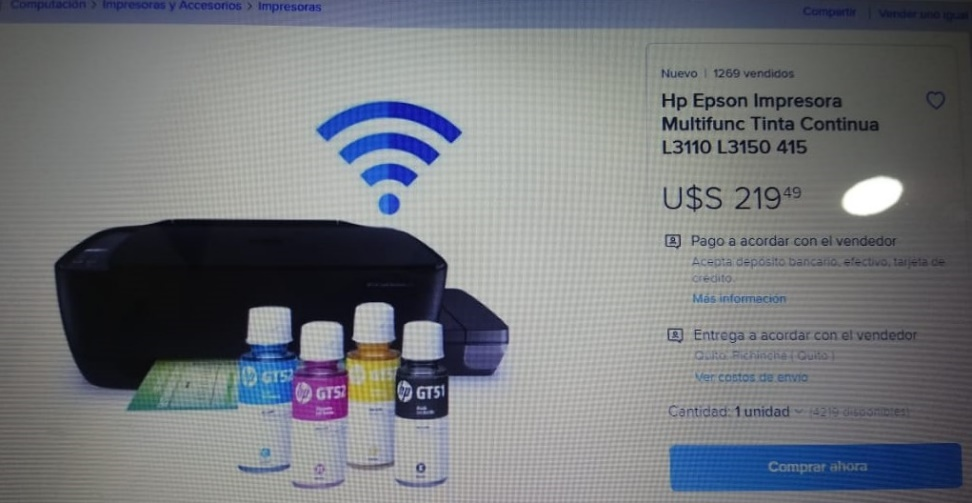 Computación > Impresoras y Accesorios > Impresoras
Compartir | Vender uno igual
Nuevo | 1269 vendidos
Hp Epson Impresora
Multifunc Tinta Continua
L3110 L3150 415
U$S 219 49
Pago a acordar con el vendedor
Acepta depósito bancario, efectivo, tarjeta de
crédito.
Más información
Entrega a acordar con el vendedor
Quito, Pichincha ( Quito )
Ver costos de envío
Cantidad: 1 unidad (4219 disponibles)
Comprar ahora
GT52
hp GT52
hp GT51